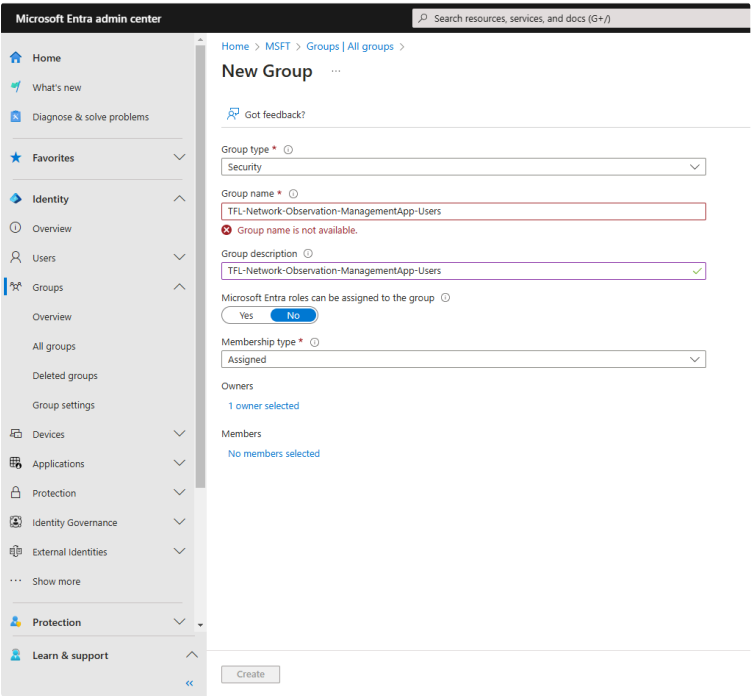 Microsoft Entra admin center
Search resources, services, and docs (G+/)
Home
What's new
Diagnose & solve problems
Favorites
Identity
Overview
Users
Groups
Overview
All groups
Deleted groups
Group settings
Devices
Applications
Protection
Identity Governance
External Identities
Show more
Protection
Learn & support
Home > MSFT > Groups | All groups >
New Group ...
Got feedback?
Group type *
Security
Group name *
TFL-Network-Observation-ManagementApp-Users
Group name is not available.
Group description
TFL-Network-Observation-ManagementApp-Users
Microsoft Entra roles can be assigned to the group
Yes No
Membership type *
Assigned
Owners
1 owner selected
Members
No members selected
Create